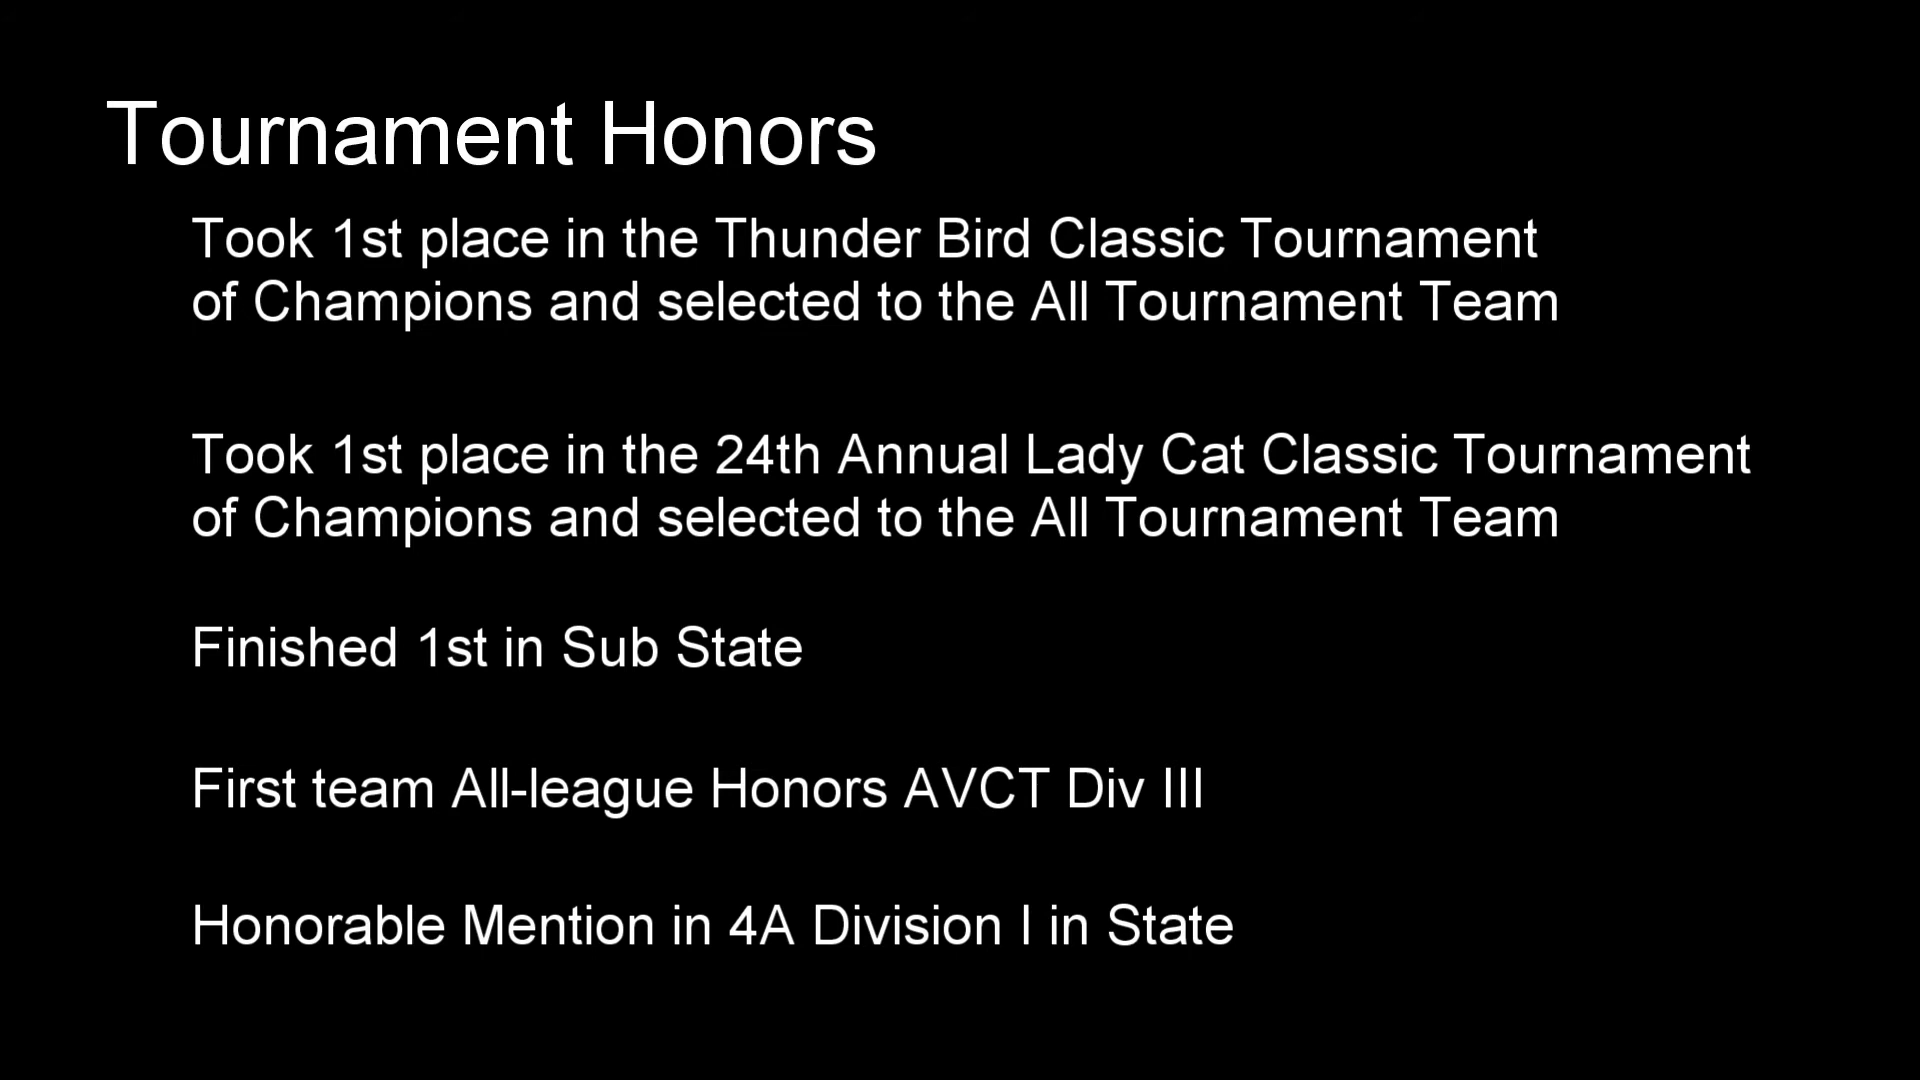 Tournament Honors
Took 1st place in the Thunder Bird Classic Tournament
of Champions and selected to the All Tournament Team
Took 1st place in the 24th Annual Lady Cat Classic Tournament
of Champions and selected to the All Tournament Team
Finished 1st in Sub State
First team All-league Honors AVCT Div III
Honorable Mention in 4A Division I in State